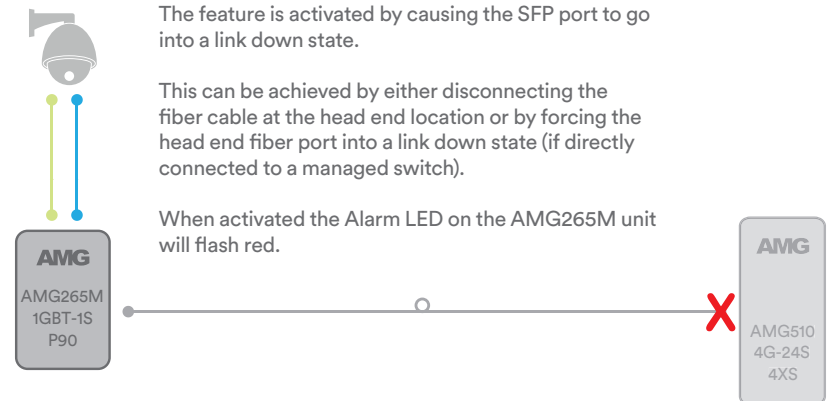 The feature is activated by causing the SFP port to go
into a link down state.
This can be achieved by either disconnecting the
fiber cable at the head end location or by forcing the
head end fiber port into a link down state (if directly
connected to a managed switch).
When activated the Alarm LED on the AMG265M unit
will flash red.
AMG
AMG265M
1GBT-1S
P90
AMG
AMG510
4G-24S
4XS